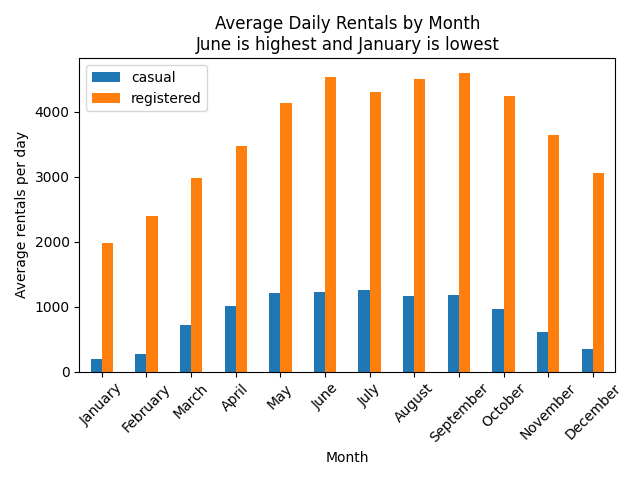 Average Daily Rentals by Month
June is highest and January is lowest
casual
registered
Average rentals per day
4000
3000
2000
1000
0
January
February
March
April
May
June
July
August
September
October
November
December
Month